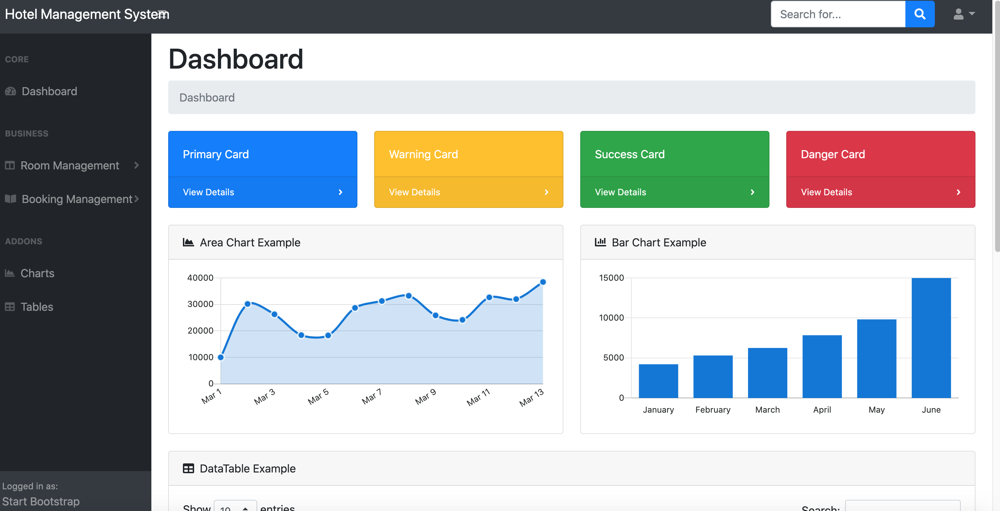 Hotel Management System
Search for...
CORE
Dashboard
BUSINESS
Room Management
Booking Management
ADDONS
Charts
Tables
Logged in as:
Start Bootstrap
Dashboard
Dashboard
Primary Card
View Details
Warning Card
View Details
Success Card
View Details
Danger Card
View Details
Area Chart Example
40000
30000
20000
10000
0
Mar 1
Mar 3
Mar 5
Mar 7
Mar 9
Mar 11
Mar 13
Bar Chart Example
15000
10000
5000
0
January
February
March
April
May
June
DataTable Example
Show 10 entries
Search: